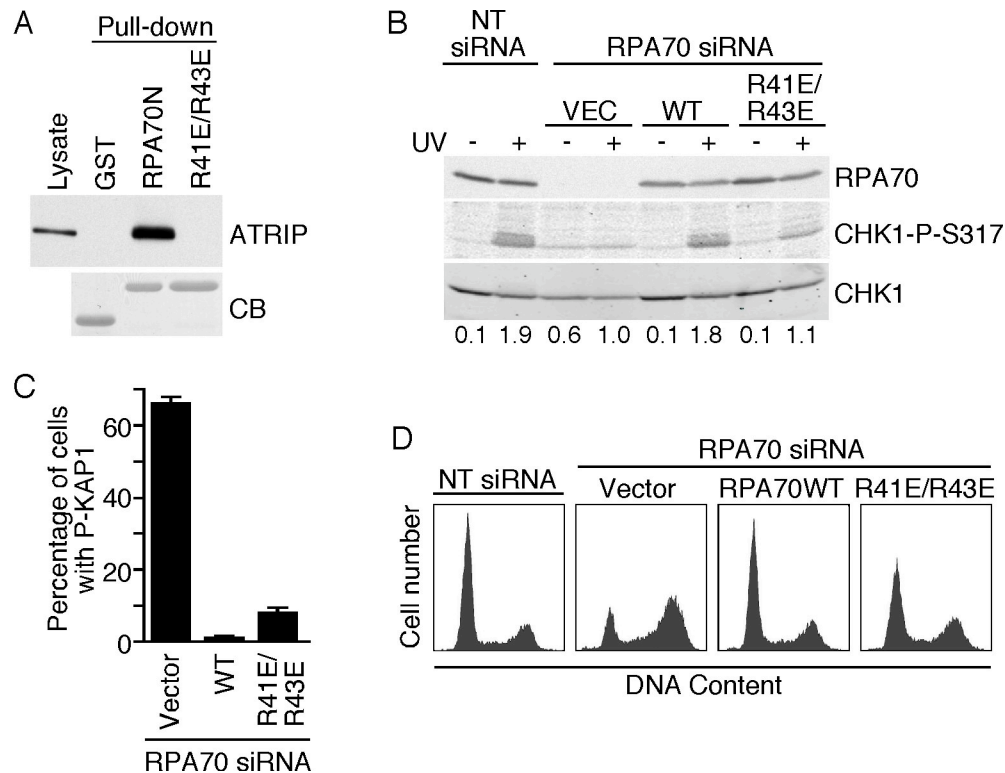 A
Pull-down
Lysate
GST
RPA70N
R41E/R43E
ATRIP
CB
B
NT
siRNA
RPA70 siRNA
VEC
WT
R41E/
R43E
UV - + - + - + - +
RPA70
CHK1-P-S317
CHK1
0.1 1.9 0.6 1.0 0.1 1.8 0.1 1.1
C
Percentage of cells
with P-KAP1
60
40
20
0
Vector
WT
R41E/
R43E
RPA70 siRNA
D
RPA70 siRNA
NT siRNA
Vector
RPA70WT
R41E/R43E
Cell number
DNA Content